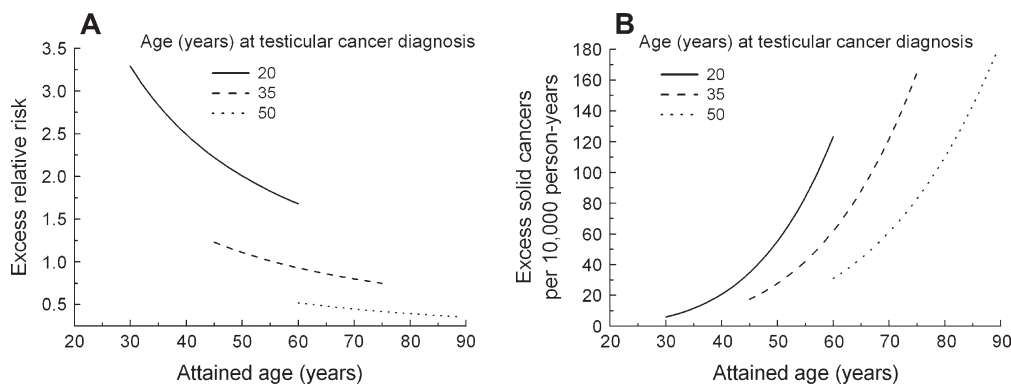 A
Age (years) at testicular cancer diagnosis
20
35
50
Excess relative risk
3.5
3.0
2.5
2.0
1.5
1.0
0.5
20 30 40 50 60 70 80 90
Attained age (years)
B
Age (years) at testicular cancer diagnosis
20
35
50
Excess solid cancers
per 10,000 person-years
180
160
140
120
100
80
60
40
20
0
20 30 40 50 60 70 80 90
Attained age (years)